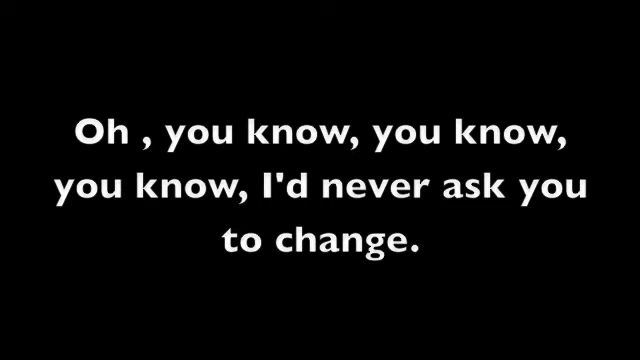 Oh , you know, you know,
you know, I'd never ask you
to change.